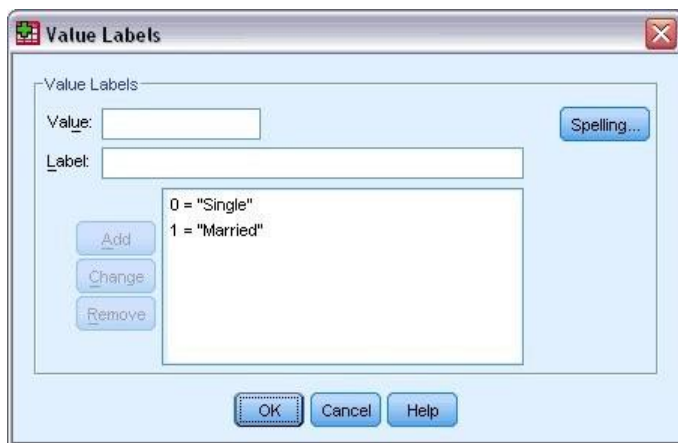 Value Labels
Value Labels
Value:
Spelling...
Label:
0 = "Single"
1 = "Married"
Add
Change
Remove
OK Cancel Help